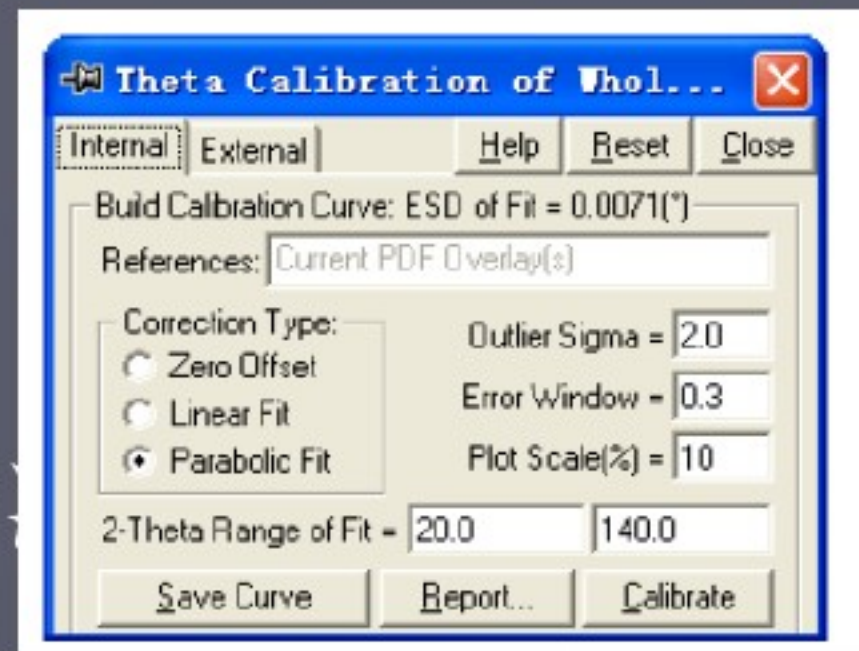 Theta Calibration of Whol...
Internal External Help Reset Close
Build Calibration Curve: ESD of Fit = 0.0071(°)
References: Current PDF Overlay(s)
Correction Type:
Outlier Sigma = 2.0
Zero Offset
Error Window = 0.3
Linear Fit
Plot Scale(%) = 10
Parabolic Fit
2-Theta Range of Fit = 20.0 140.0
Save Curve Report... Calibrate